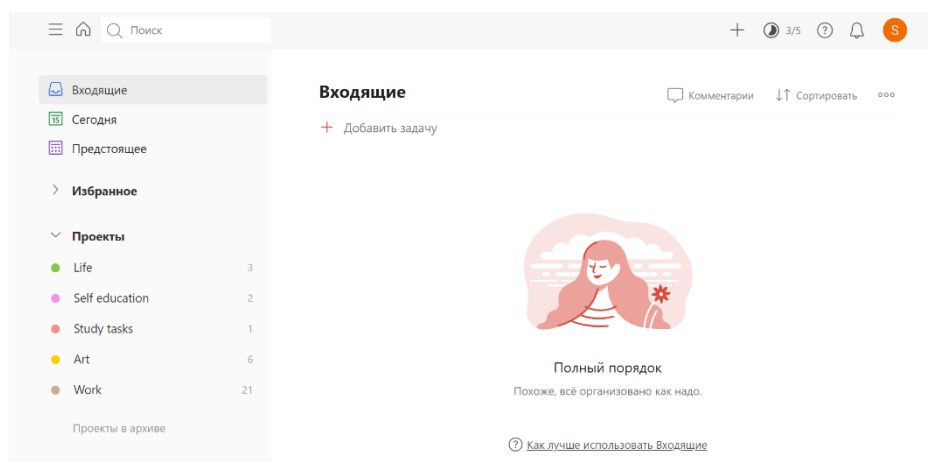 Поиск
3/5
S
Входящие
15 Сегодня
Предстоящее
Избранное
Проекты
Life 3
Self education 2
Study tasks 1
Art 6
Work 21
Проекты в архиве
Входящие
Комментарии
Сортировать
+ Добавить задачу
Полный порядок
Похоже, всё организовано как надо.
? Как лучше использовать Входящие